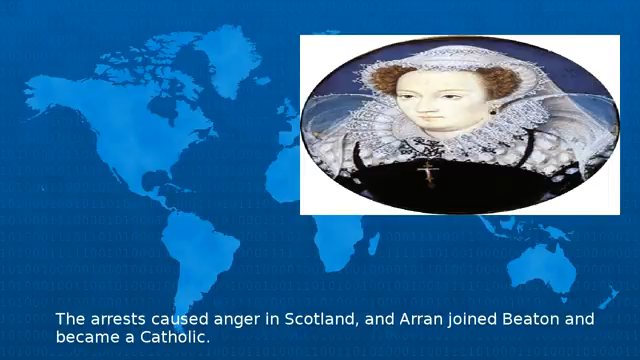 The arrests caused anger in Scotland, and Arran joined Beaton and
became a Catholic.